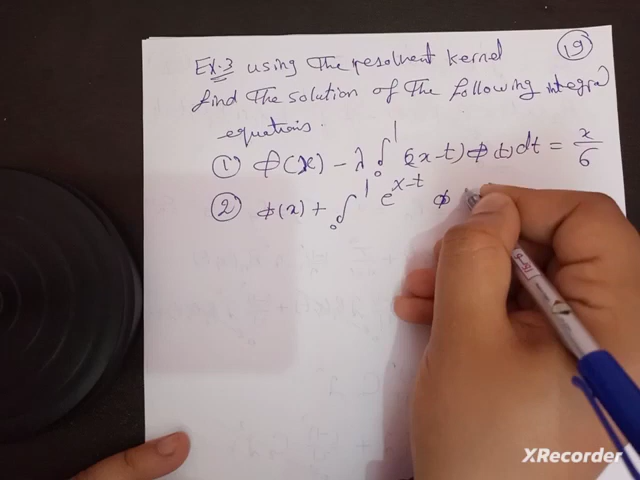 19
Ex.3 using The resolvent kernel
find The solution of The following integral
equations.
① φ(x) − λ ∫₀¹ (2x−t) φ(t) dt = x/6
② φ(x) + ∫₀¹ e^{x−t} φ
XRecorder